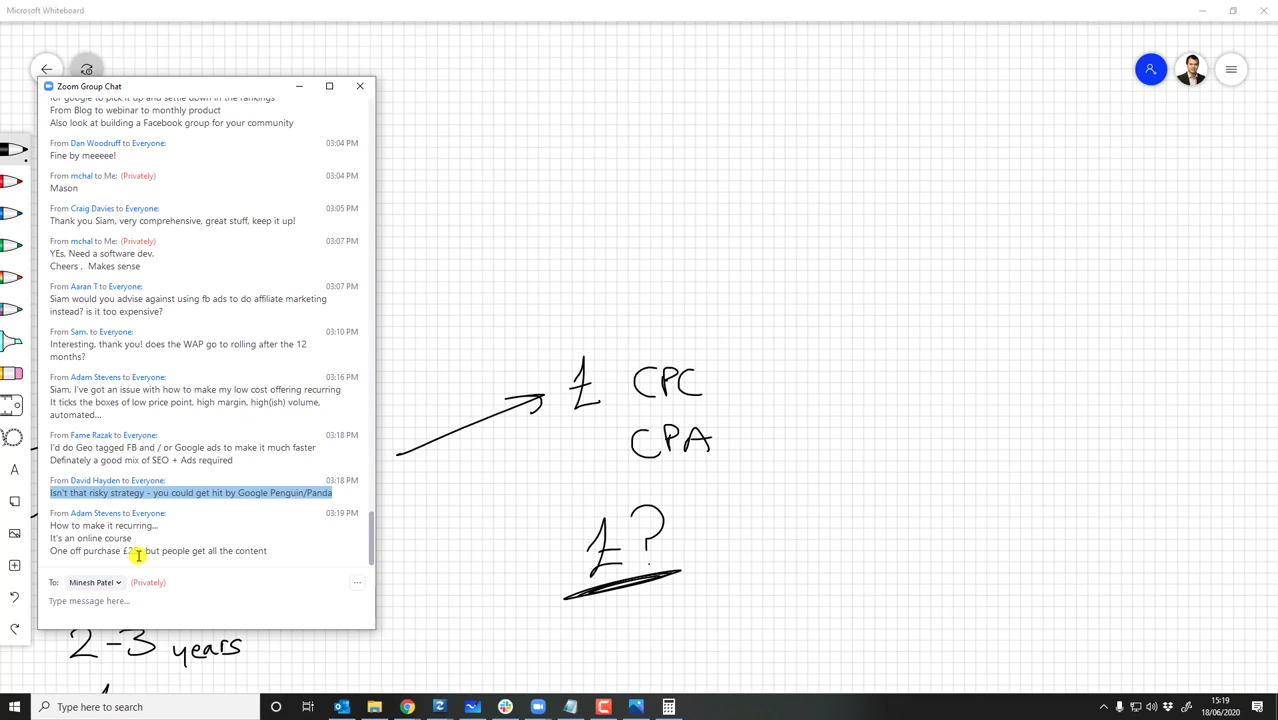 Microsoft Whiteboard
Zoom Group Chat
for google to pick it up and settle down in the rankings
From Blog to webinar to monthly product
Also look at building a Facebook group for your community
From Dan Woodruff to Everyone: 03:04 PM
Fine by meeeee!
From mchal to Me: (Privately) 03:04 PM
Mason
From Craig Davies to Everyone: 03:05 PM
Thank you Siam, very comprehensive, great stuff, keep it up!
From mchal to Me: (Privately) 03:07 PM
YEs, Need a software dev.
Cheers , Makes sense
From Aaran T to Everyone: 03:07 PM
Siam would you advise against using fb ads to do affiliate marketing
instead? is it too expensive?
From Sam. to Everyone: 03:10 PM
Interesting, thank you! does the WAP go to rolling after the 12
months?
From Adam Stevens to Everyone: 03:16 PM
Siam, I've got an issue with how to make my low cost offering recurring
It ticks the boxes of low price point, high margin, high(ish) volume,
automated...
From Fame Razak to Everyone: 03:18 PM
I'd do Geo tagged FB and / or Google ads to make it much faster
Definately a good mix of SEO + Ads required
From David Hayden to Everyone: 03:18 PM
Isn't that risky strategy - you could get hit by Google Penguin/Panda
From Adam Stevens to Everyone: 03:19 PM
How to make it recurring...
It's an online course
One off purchase but people get all the content
To: Minesh Patel (Privately)
Type message here...
£ CPC
CPA
£?
2-3 years
A
Type here to search
15:19
18/06/2020